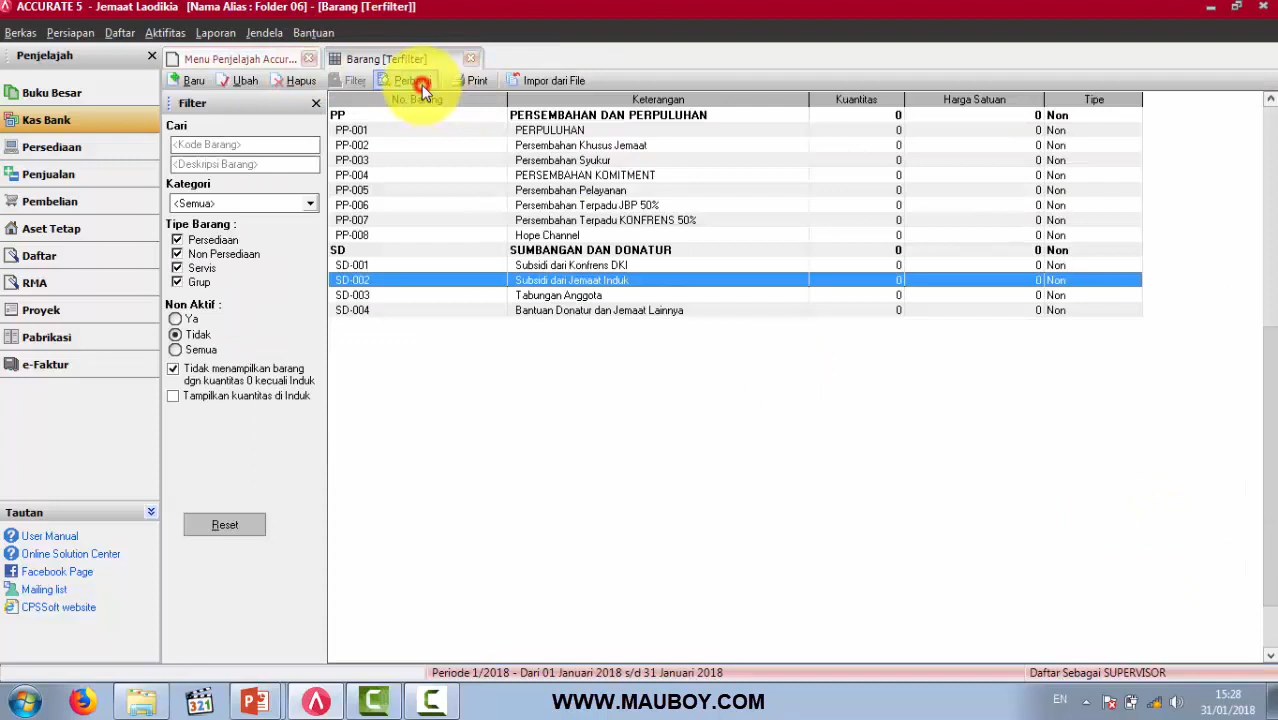 ACCURATE 5 - Jemaat Laodikia [Nama Alias : Folder 06] - [Barang [Terfilter]]
Berkas Persiapan Daftar Aktifitas Laporan Jendela Bantuan
Penjelajah
Menu Penjelajah Accur...
Barang [Terfilter]
Baru Ubah Hapus Filter Print Impor dari File
Buku Besar
Kas Bank
Persediaan
Penjualan
Pembelian
Aset Tetap
Daftar
RMA
Proyek
Pabrikasi
e-Faktur
Tautan
User Manual
Online Solution Center
Facebook Page
Mailing list
CPSSoft website
Filter
Cari
<Kode Barang>
<Deskripsi Barang>
Kategori
<Semua>
Tipe Barang :
Persediaan
Non Persediaan
Servis
Grup
Non Aktif :
Ya
Tidak
Semua
Tidak menampilkan barang
dgn kuantitas 0 kecuali Induk
Tampilkan kuantitas di Induk
Reset
No. Barang Keterangan Kuantitas Harga Satuan Tipe
PP PERSEMBAHAN DAN PERPULUHAN 0 0 Non
PP-001 PERPULUHAN 0 0 Non
PP-002 Persembahan Khusus Jemaat 0 0 Non
PP-003 Persembahan Syukur 0 0 Non
PP-004 PERSEMBAHAN KOMITMENT 0 0 Non
PP-005 Persembahan Pelayanan 0 0 Non
PP-006 Persembahan Terpadu JBP 50% 0 0 Non
PP-007 Persembahan Terpadu KONFRENS 50% 0 0 Non
PP-008 Hope Channel 0 0 Non
SD SUMBANGAN DAN DONATUR 0 0 Non
SD-001 Subsidi dari Konfrens DKI 0 0 Non
SD-002 Subsidi dari Jemaat Induk 0 0 Non
SD-003 Tabungan Anggota 0 0 Non
SD-004 Bantuan Donatur dan Jemaat Lainnya 0 0 Non
Periode 1/2018 - Dari 01 Januari 2018 s/d 31 Januari 2018
Daftar Sebagai SUPERVISOR
321
WWW.MAUBOY.COM
EN
15:28
31/01/2018